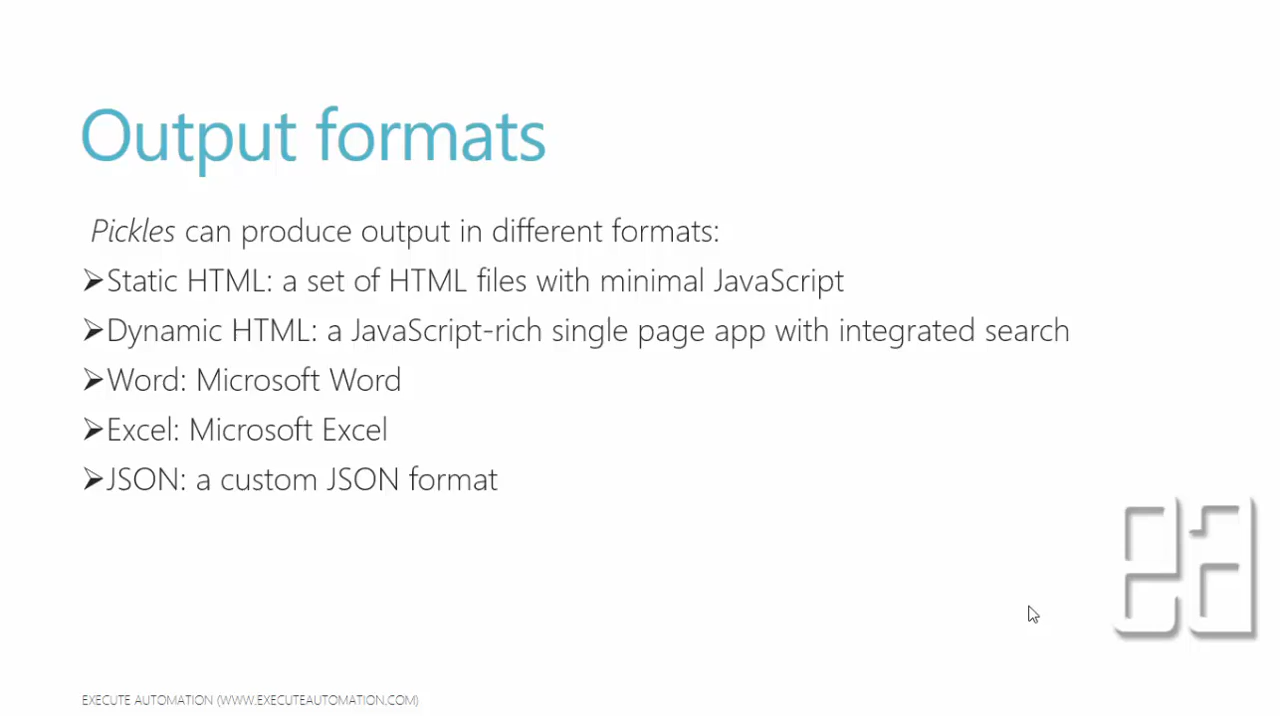 Output formats
Pickles can produce output in different formats:
➢Static HTML: a set of HTML files with minimal JavaScript
➢Dynamic HTML: a JavaScript-rich single page app with integrated search
➢Word: Microsoft Word
➢Excel: Microsoft Excel
➢JSON: a custom JSON format
ea
EXECUTE AUTOMATION (WWW.EXECUTEAUTOMATION.COM)